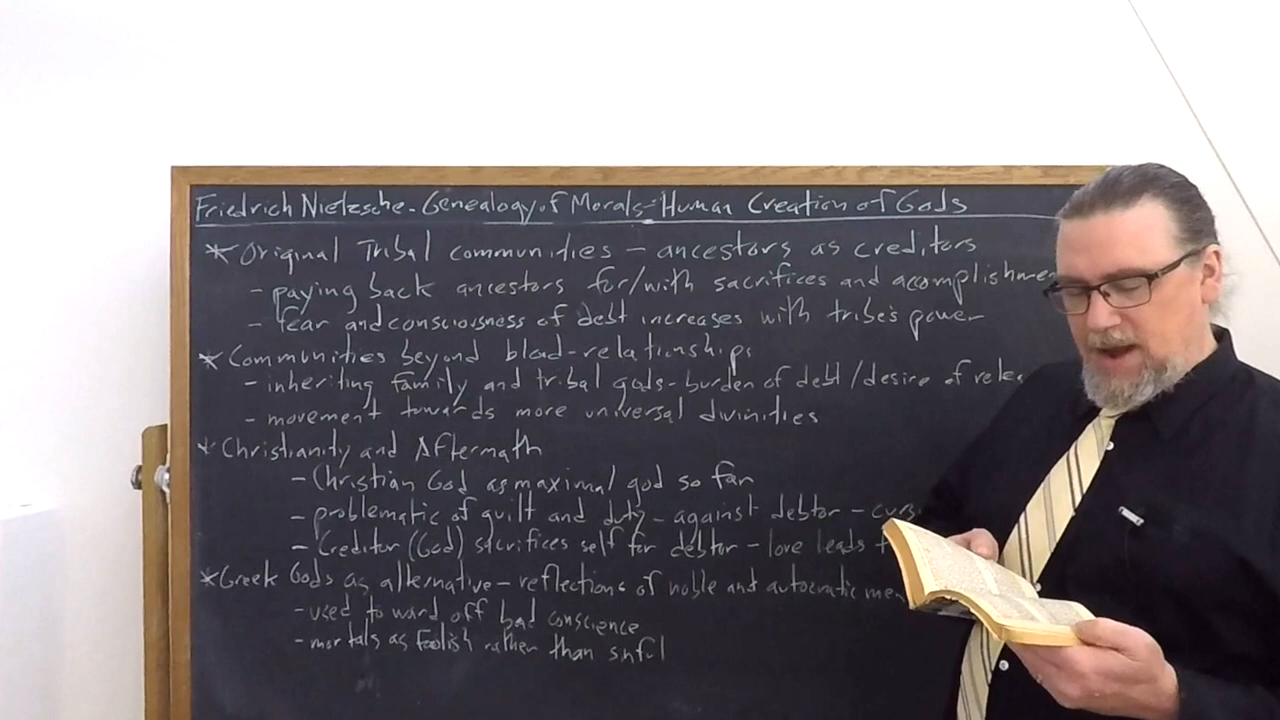 Friedrich Nietzsche - Genealogy of Morals - Human Creation of Gods
* Original Tribal communities - ancestors as creditors
- paying back ancestors for/with sacrifices and accomplishmen
- fear and consciousness of debt increases with tribe's power
* Communities beyond blood-relationships
- inheriting family and tribal gods - burden of debt/desire of
- movement towards more universal divinities
* Christianity and Aftermath
- Christian God as maximal god so far
- problematic of guilt and duty - against debtor -
- Creditor (God) sacrifices self for debtor - love leads
* Greek Gods as alternative - reflections of noble and autocratic me
- used to ward off bad conscience
- mortals as foolish rather than sinful